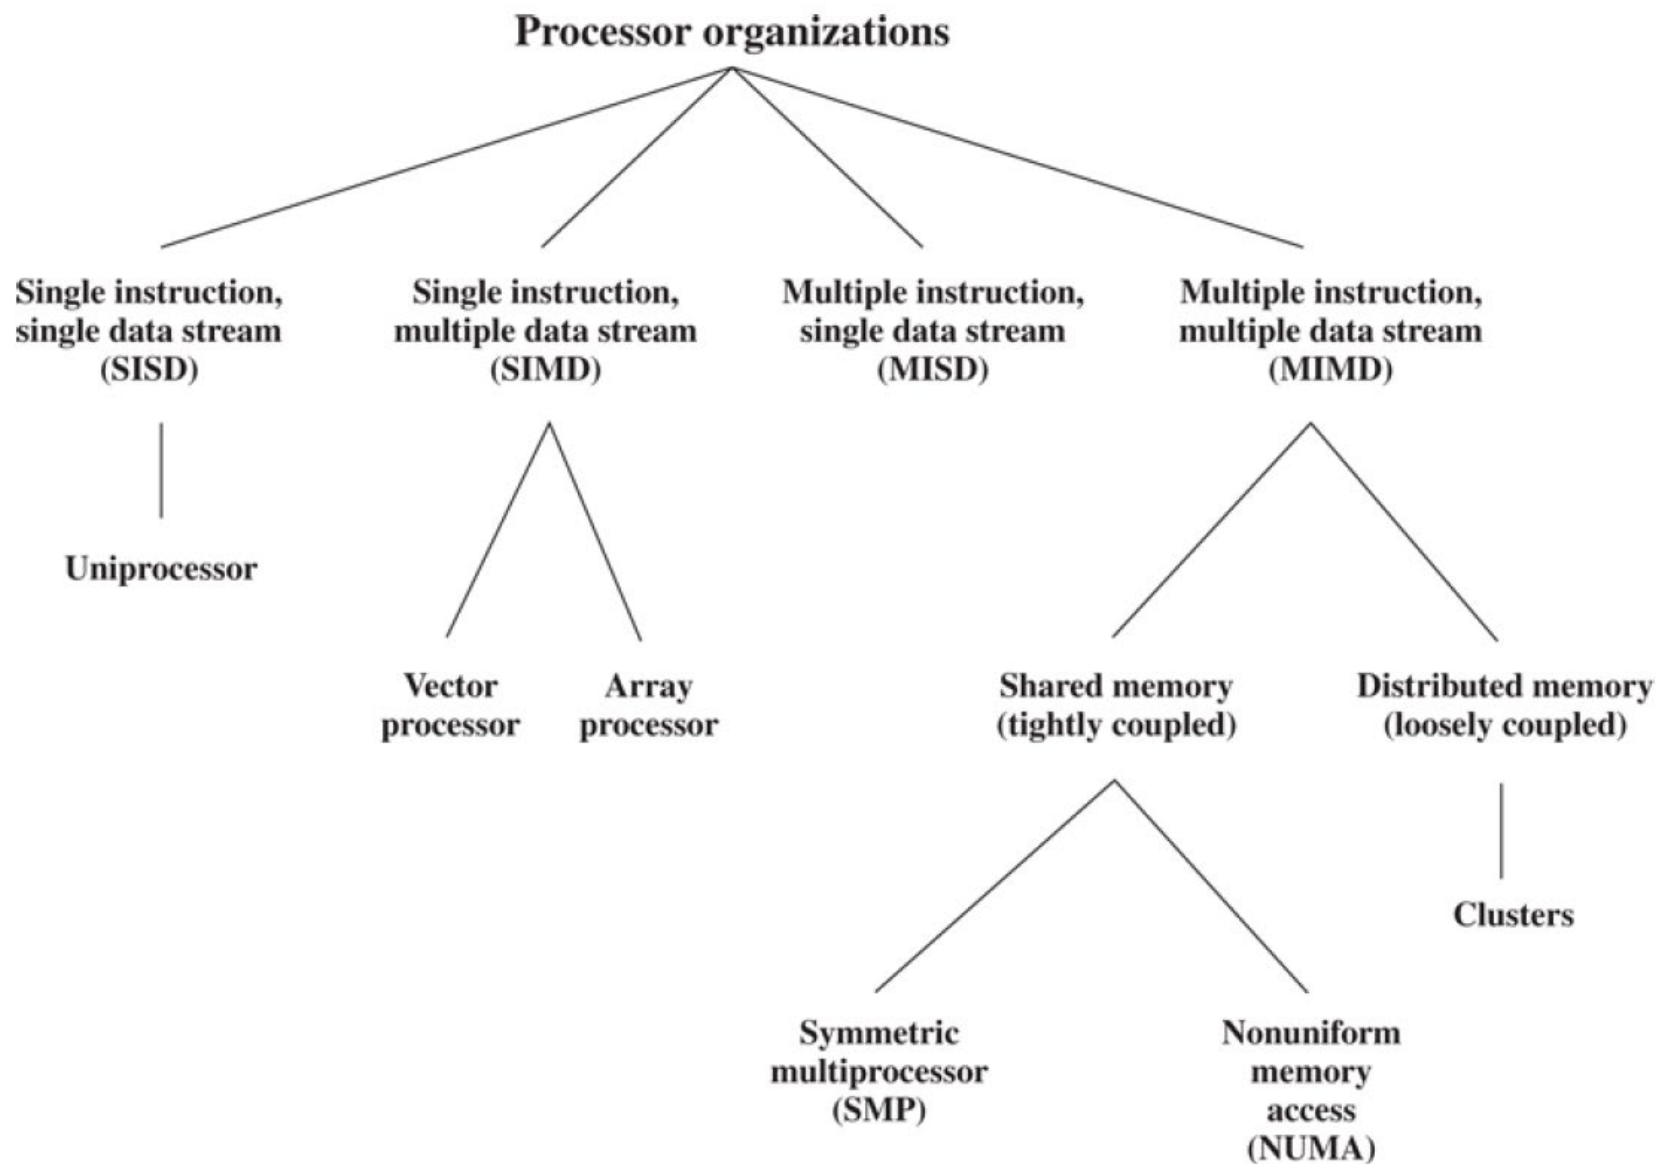 Processor organizations
Single instruction,
single data stream
(SISD)
Single instruction,
multiple data stream
(SIMD)
Multiple instruction,
single data stream
(MISD)
Multiple instruction,
multiple data stream
(MIMD)
Uniprocessor
Vector
processor
Array
processor
Shared memory
(tightly coupled)
Distributed memory
(loosely coupled)
Clusters
Symmetric
multiprocessor
(SMP)
Nonuniform
memory
access
(NUMA)